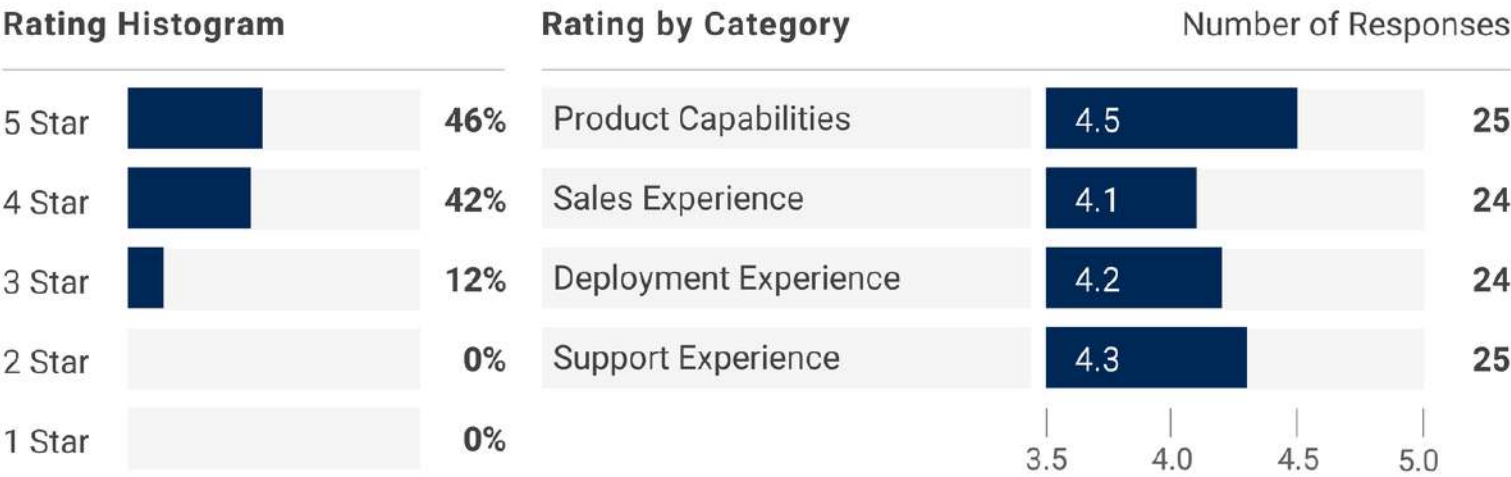 Rating Histogram
5 Star 46%
4 Star 42%
3 Star 12%
2 Star 0%
1 Star 0%
Rating by Category Number of Responses
Product Capabilities 4.5 25
Sales Experience 4.1 24
Deployment Experience 4.2 24
Support Experience 4.3 25
3.5 4.0 4.5 5.0